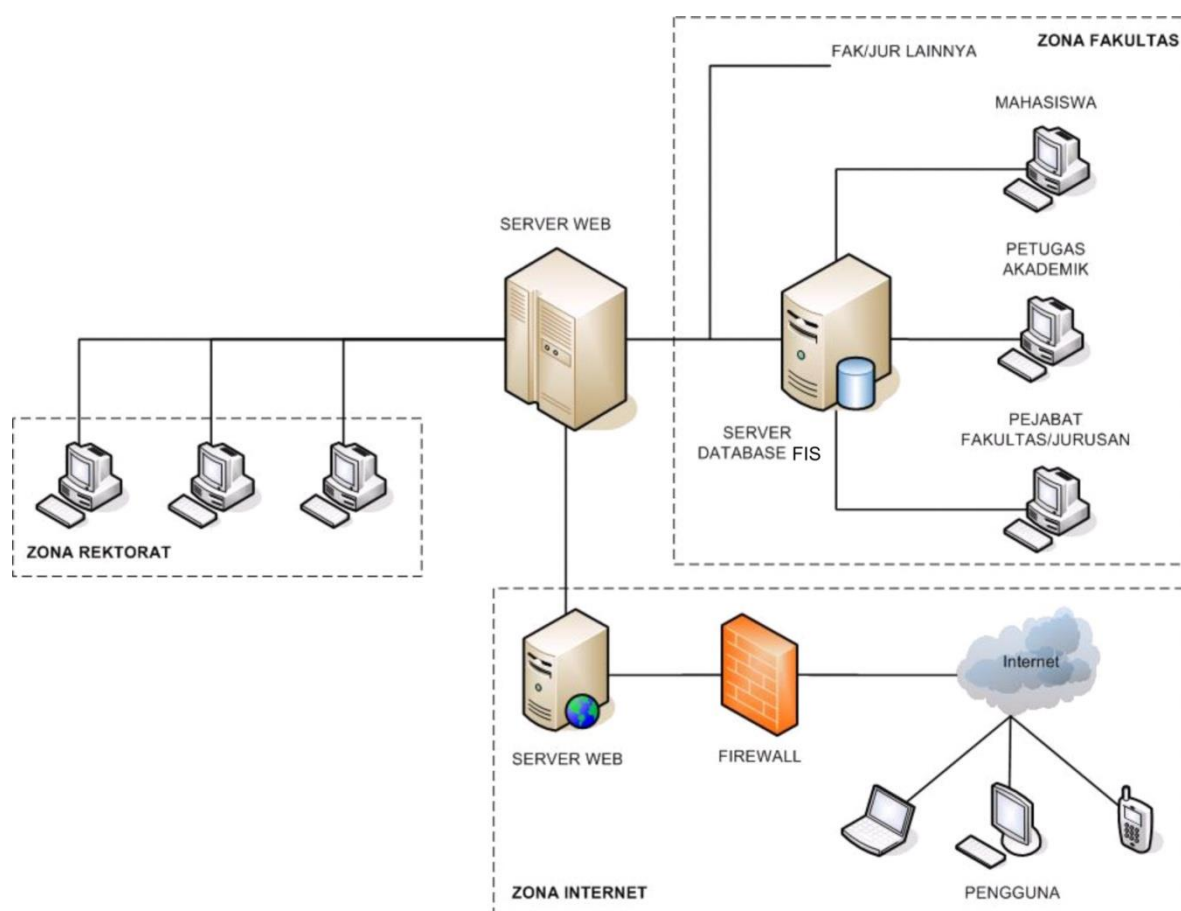 ZONA FAKULTAS
FAK/JUR LAINNYA
MAHASISWA
SERVER WEB
PETUGAS
AKADEMIK
SERVER
DATABASE FIS
PEJABAT
FAKULTAS/JURUSAN
ZONA REKTORAT
Internet
SERVER WEB
FIREWALL
PENGGUNA
ZONA INTERNET